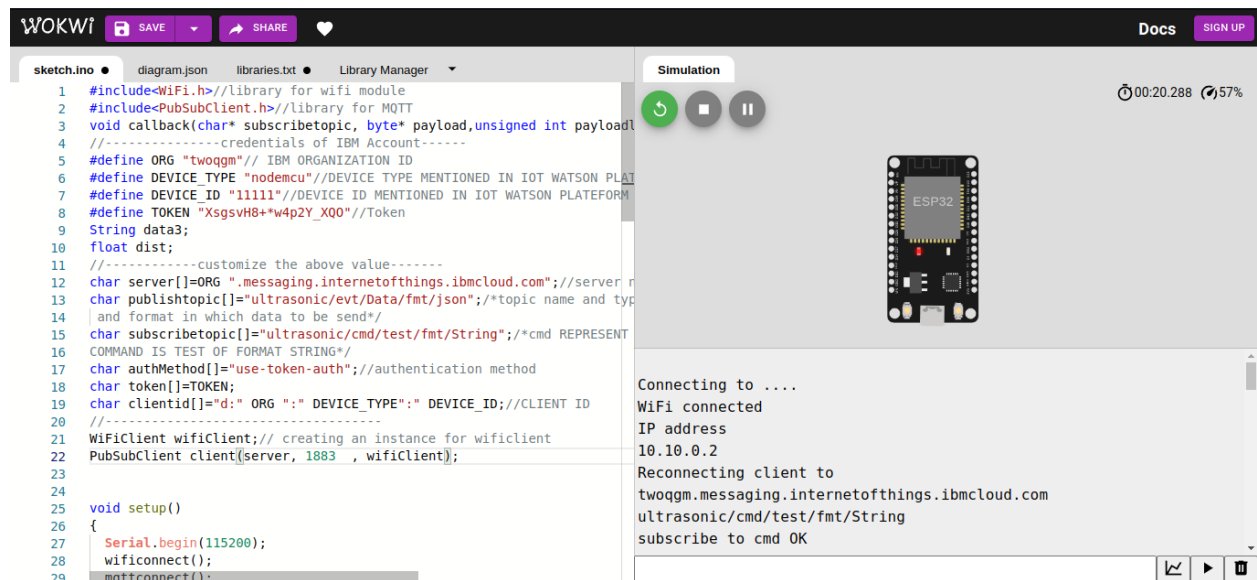 WOKWI SAVE SHARE Docs SIGN UP
sketch.ino ● diagram.json libraries.txt ● Library Manager Simulation
00:20.288 57%
1 #include<WiFi.h>//library for wifi module
2 #include<PubSubClient.h>//library for MQTT
3 void callback(char* subscribetopic, byte* payload,unsigned int payloadl
4 //---------------credentials of IBM Account------
5 #define ORG "twoqgm"// IBM ORGANIZATION ID
6 #define DEVICE_TYPE "nodemcu"//DEVICE TYPE MENTIONED IN IOT WATSON PLAT
7 #define DEVICE_ID "11111"//DEVICE ID MENTIONED IN IOT WATSON PLATEFORM
8 #define TOKEN "XsgsvH8+*w4p2Y_XQO"//Token
9 String data3;
10 float dist;
11 //------------customize the above value-------
12 char server[]=ORG ".messaging.internetofthings.ibmcloud.com";//server n
13 char publishtopic[]="ultrasonic/evt/Data/fmt/json";/*topic name and typ
14 and format in which data to be send*/
15 char subscribetopic[]="ultrasonic/cmd/test/fmt/String";/*cmd REPRESENT
16 COMMAND IS TEST OF FORMAT STRING*/
17 char authMethod[]="use-token-auth";//authentication method
18 char token[]=TOKEN;
19 char clientid[]="d:" ORG ":" DEVICE_TYPE":" DEVICE_ID;//CLIENT ID
20 //------------------------------------
21 WiFiClient wifiClient;// creating an instance for wificlient
22 PubSubClient client(server, 1883  , wifiClient);
23
24
25 void setup()
26 {
27 Serial.begin(115200);
28 wificonnect();
29 mqttconnect();
ESP32
Connecting to ....
WiFi connected
IP address
10.10.0.2
Reconnecting client to
twoqgm.messaging.internetofthings.ibmcloud.com
ultrasonic/cmd/test/fmt/String
subscribe to cmd OK